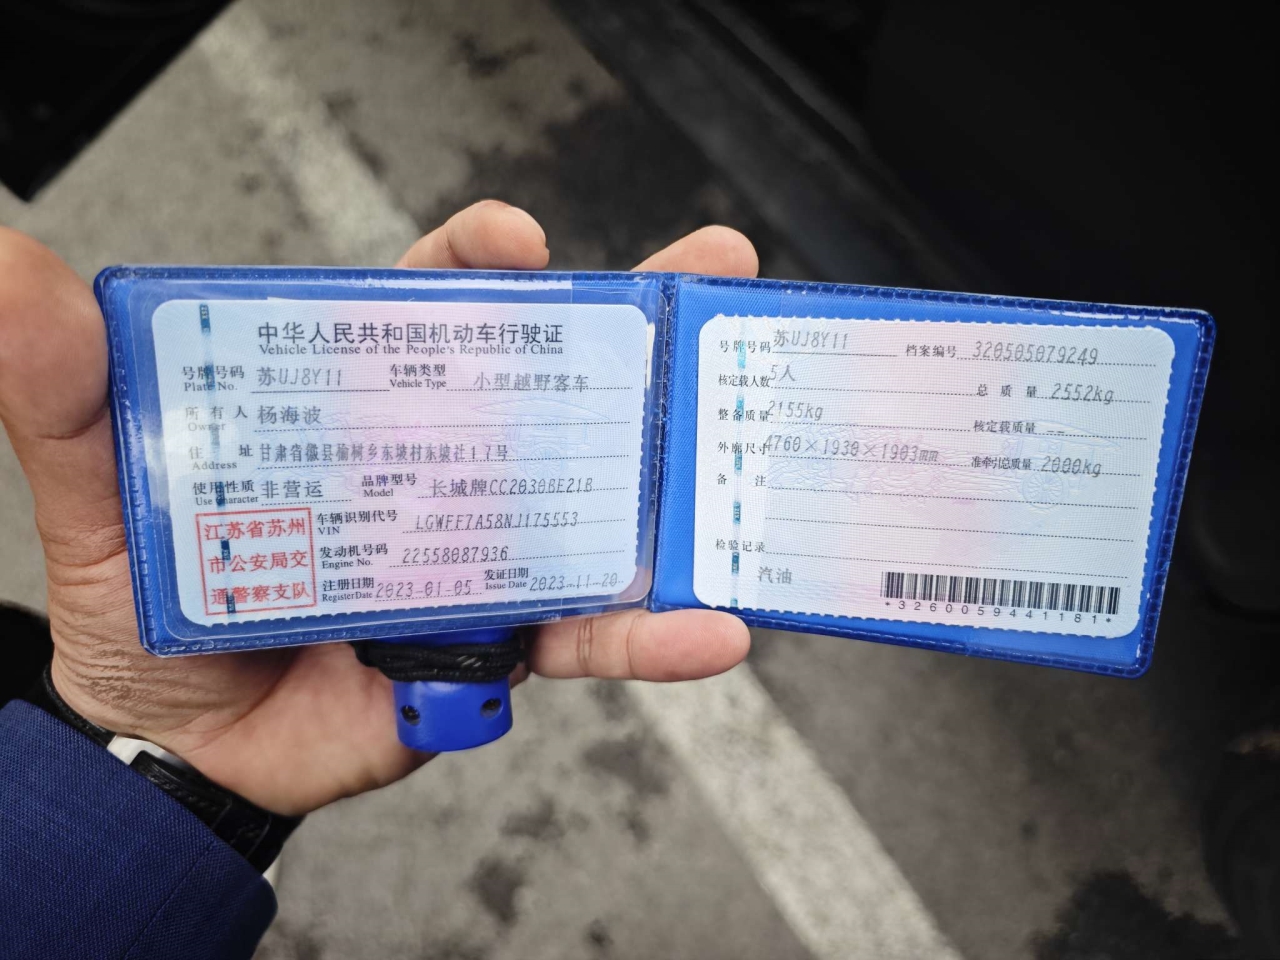 中华人民共和国机动车行驶证
Vehicle License of the People's Republic of China
号牌号码 苏UJ8Y11 车辆类型 小型越野客车
Plate No. Vehicle Type
所有人 杨海波
Owner
住址 甘肃省徽县榆树乡东坡村东坡社17号
Address
使用性质 非营运 品牌型号 长城牌CC2030BE21B
Use Character Model
江苏省苏州
市公安局交
通警察支队
车辆识别代号 LGWFF7A58NJ175553
VIN
发动机号码 22558087936
Engine No.
注册日期 2023-01-05 发证日期 2023-11-20
Register Date Issue Date
号牌号码 苏UJ8Y11 档案编号 320505079249
核定载人数 5人 总质量 2552kg
整备质量 2155kg 核定载质量 --
外廓尺寸 4760×1930×1903mm 准牵引总质量 2000kg
备注
检验记录
汽油
*3260059441181*